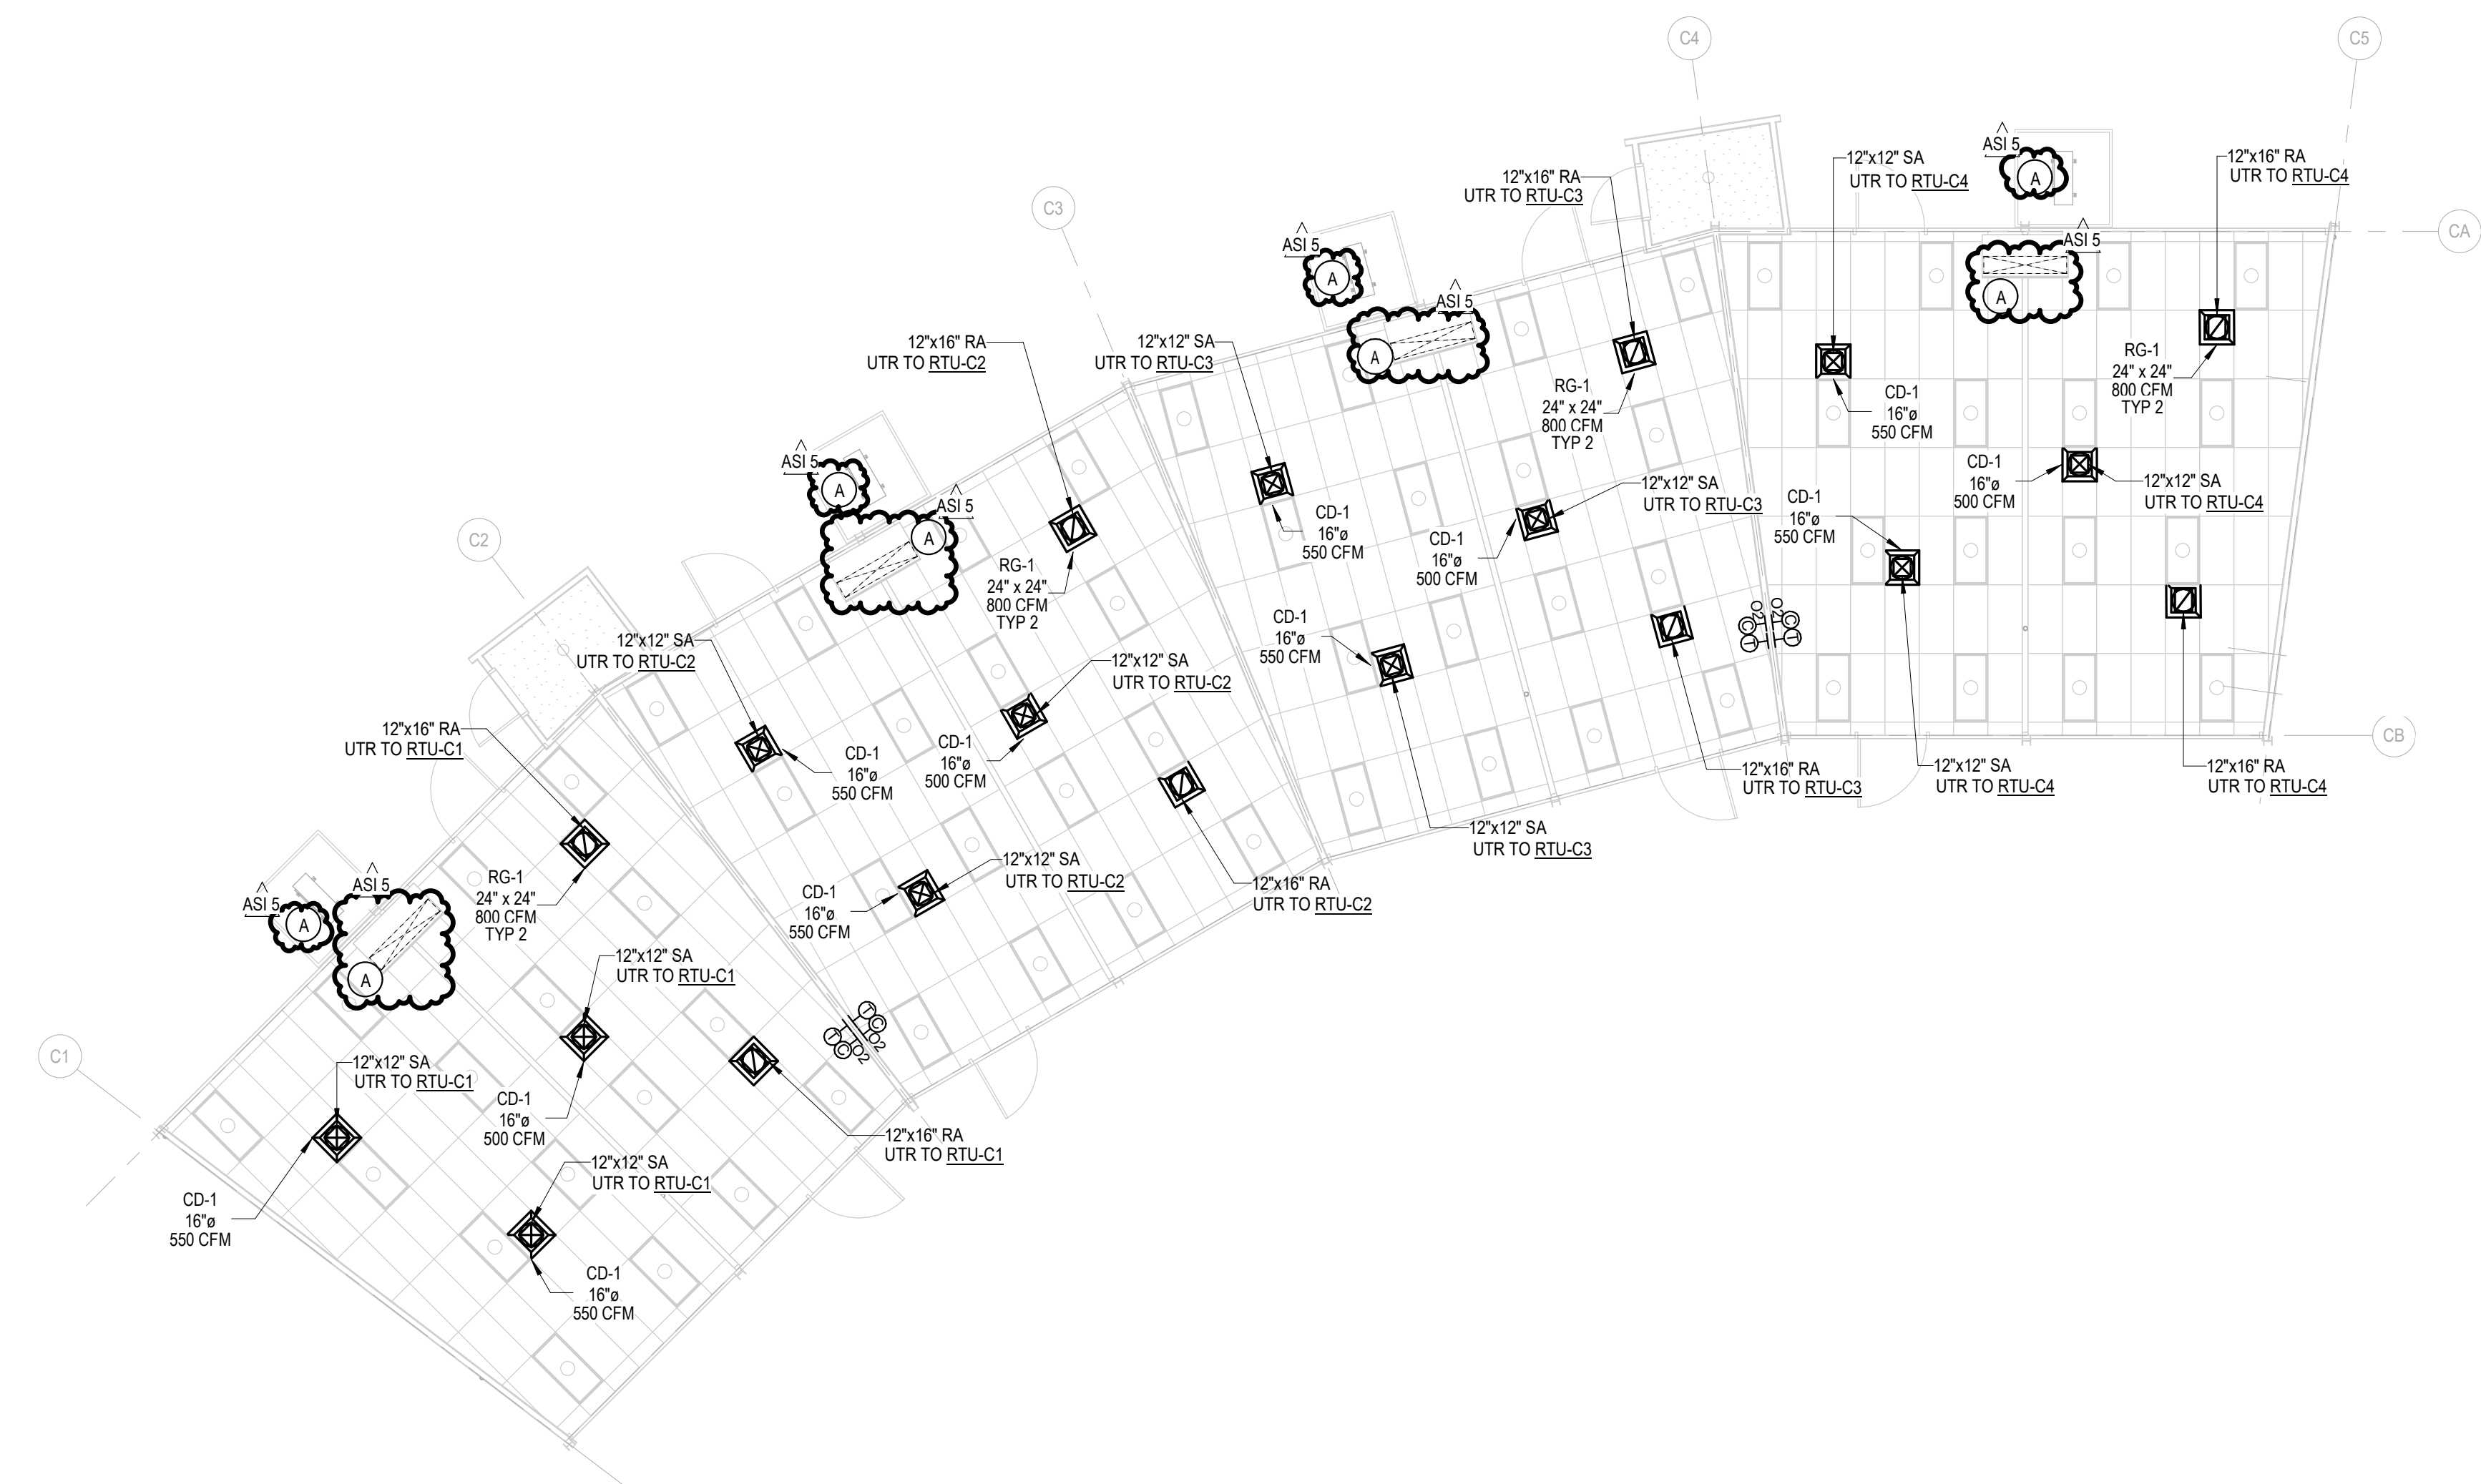 C4
C5
ASI 5
A
12"x12" SA
UTR TO RTU-C4
12"x16" RA
UTR TO RTU-C4
12"x16" RA
UTR TO RTU-C3
C3
CA
ASI 5
A
ASI 5
A
ASI 5
A
ASI 5
A
12"x16" RA
UTR TO RTU-C2
12"x12" SA
UTR TO RTU-C3
RG-1
24" x 24"
800 CFM
TYP 2
RG-1
24" x 24"
800 CFM
TYP 2
CD-1
16"ø
550 CFM
ASI 5
A
ASI 5
A
CD-1
16"ø
500 CFM
12"x12" SA
UTR TO RTU-C4
12"x12" SA
UTR TO RTU-C3
CD-1
16"ø
550 CFM
CD-1
16"ø
550 CFM
CD-1
16"ø
500 CFM
C2
RG-1
24" x 24"
800 CFM
TYP 2
12"x12" SA
UTR TO RTU-C2
CD-1
16"ø
550 CFM
O2
C
T
O2
C
T
12"x12" SA
UTR TO RTU-C2
12"x16" RA
UTR TO RTU-C1
CD-1
16"ø
550 CFM
CD-1
16"ø
500 CFM
CB
12"x16" RA
UTR TO RTU-C3
12"x12" SA
UTR TO RTU-C4
12"x16" RA
UTR TO RTU-C4
12"x12" SA
UTR TO RTU-C3
12"x12" SA
UTR TO RTU-C2
12"x16" RA
UTR TO RTU-C2
CD-1
16"ø
550 CFM
RG-1
24" x 24"
800 CFM
TYP 2
ASI 5
A
ASI 5
A
12"x12" SA
UTR TO RTU-C1
T
C
O2
T
C
O2
C1
12"x12" SA
UTR TO RTU-C1
CD-1
16"ø
500 CFM
12"x16" RA
UTR TO RTU-C1
12"x12" SA
UTR TO RTU-C1
CD-1
16"ø
550 CFM
CD-1
16"ø
550 CFM